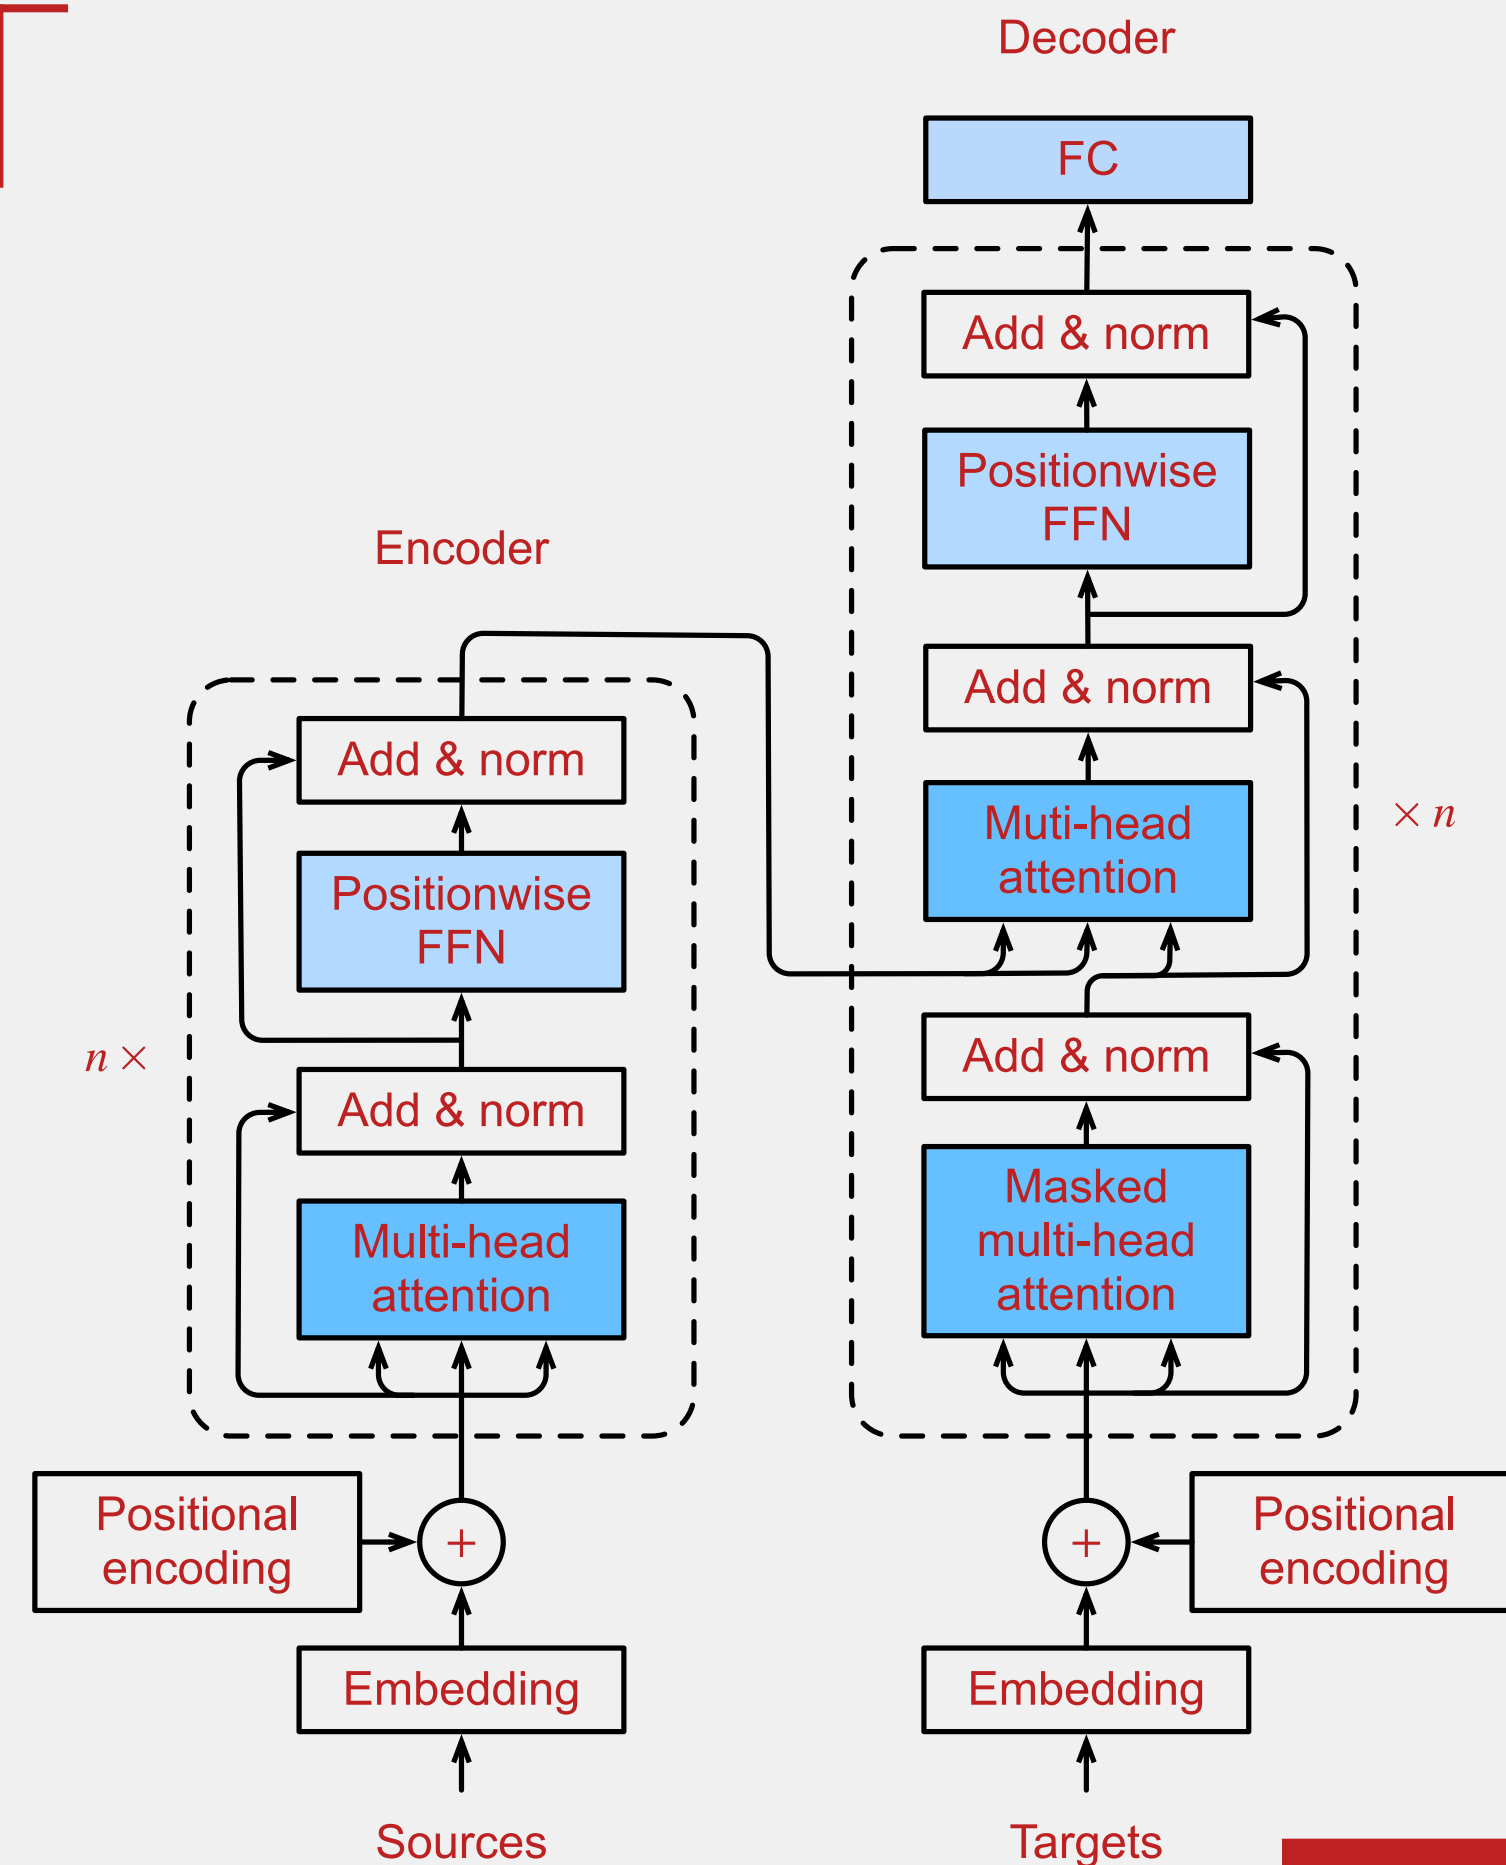 Decoder
FC
Add & norm
Positionwise
FFN
Add & norm
Muti-head
attention
× n
Add & norm
Masked
multi-head
attention
Positional
encoding
+
Embedding
Targets
Encoder
Add & norm
Positionwise
FFN
n ×
Add & norm
Multi-head
attention
Positional
encoding
+
Embedding
Sources